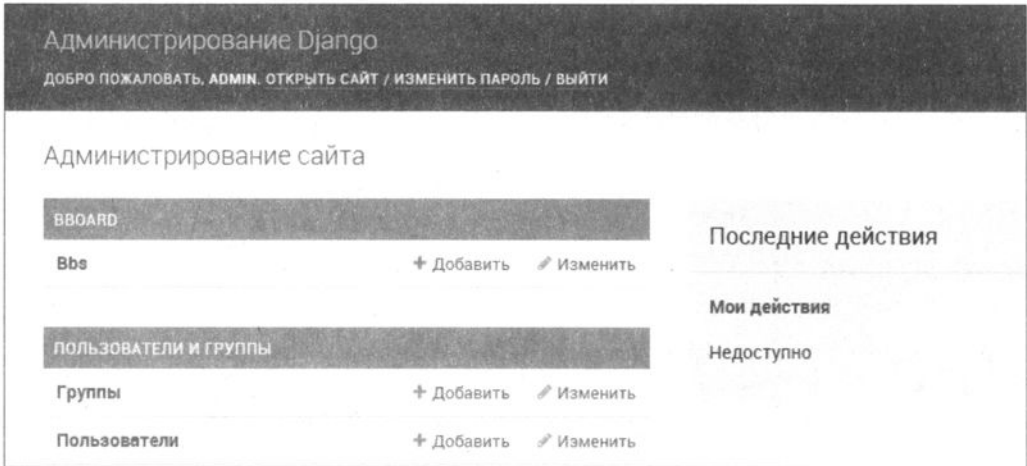 Администрирование Django
ДОБРО ПОЖАЛОВАТЬ, ADMIN. ОТКРЫТЬ САЙТ / ИЗМЕНИТЬ ПАРОЛЬ / ВЫЙТИ
Администрирование сайта
BBOARD
Bbs + Добавить Изменить
ПОЛЬЗОВАТЕЛИ И ГРУППЫ
Группы + Добавить Изменить
Пользователи + Добавить Изменить
Последние действия
Мои действия
Недоступно